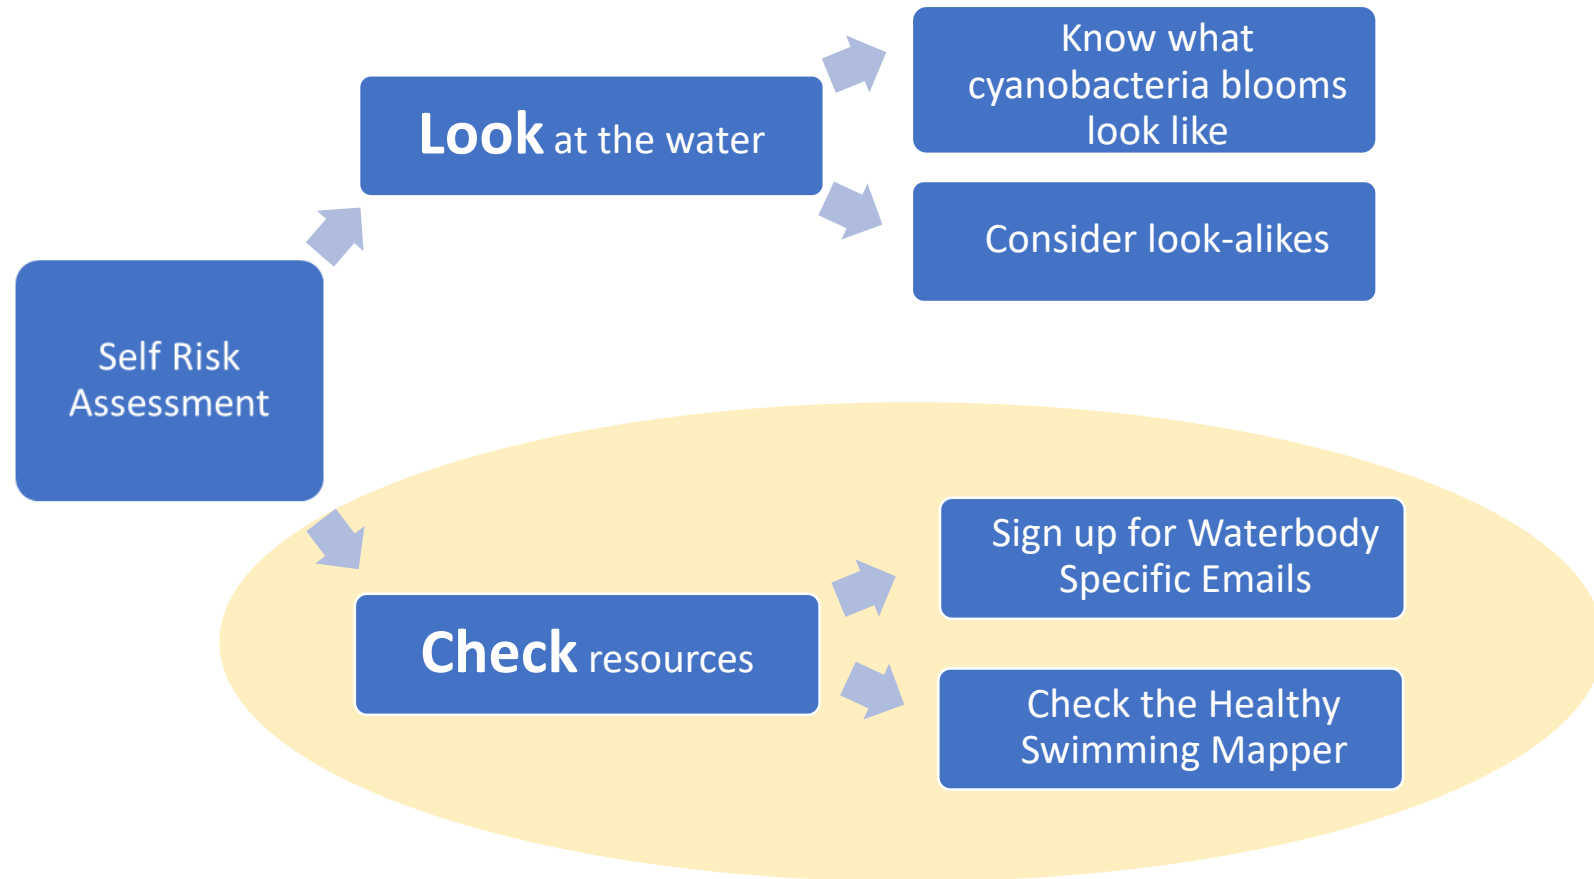 Know what
cyanobacteria blooms
look like
Look at the water
Consider look-alikes
Self Risk
Assessment
Sign up for Waterbody
Specific Emails
Check resources
Check the Healthy
Swimming Mapper